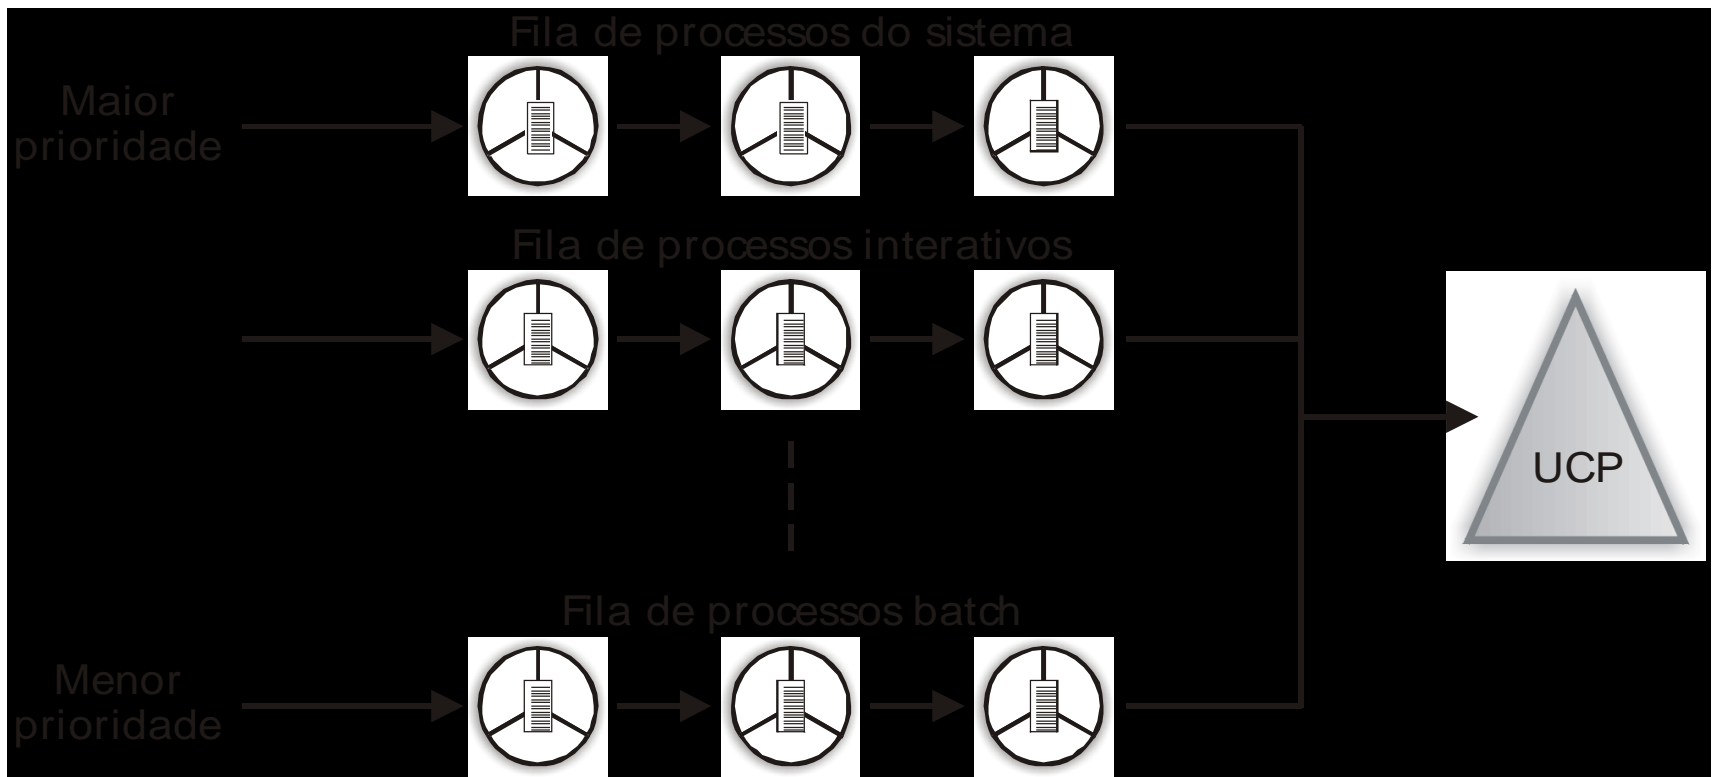 Fila de processos do sistema
Maior
prioridade
Fila de processos interativos
UCP
Fila de processos batch
Menor
prioridade